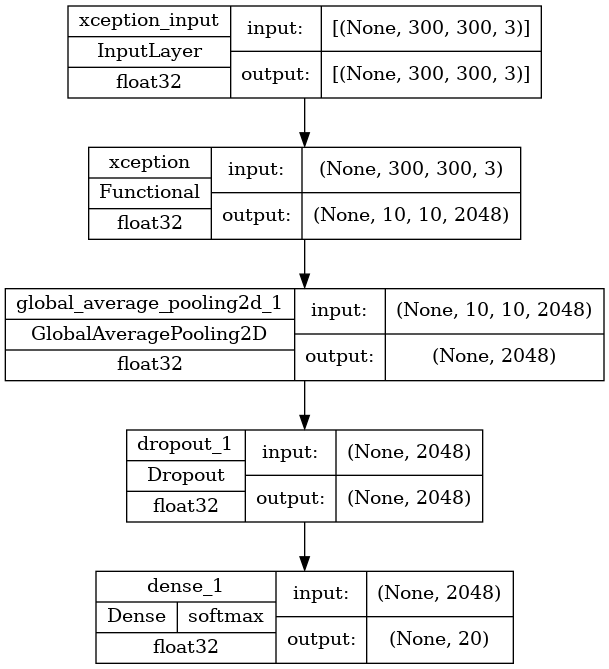 xception_input input: [(None, 300, 300, 3)]
InputLayer
float32 output: [(None, 300, 300, 3)]
xception input: (None, 300, 300, 3)
Functional
float32 output: (None, 10, 10, 2048)
global_average_pooling2d_1 input: (None, 10, 10, 2048)
GlobalAveragePooling2D
float32 output: (None, 2048)
dropout_1 input: (None, 2048)
Dropout
float32 output: (None, 2048)
dense_1 input: (None, 2048)
Dense softmax
float32 output: (None, 20)